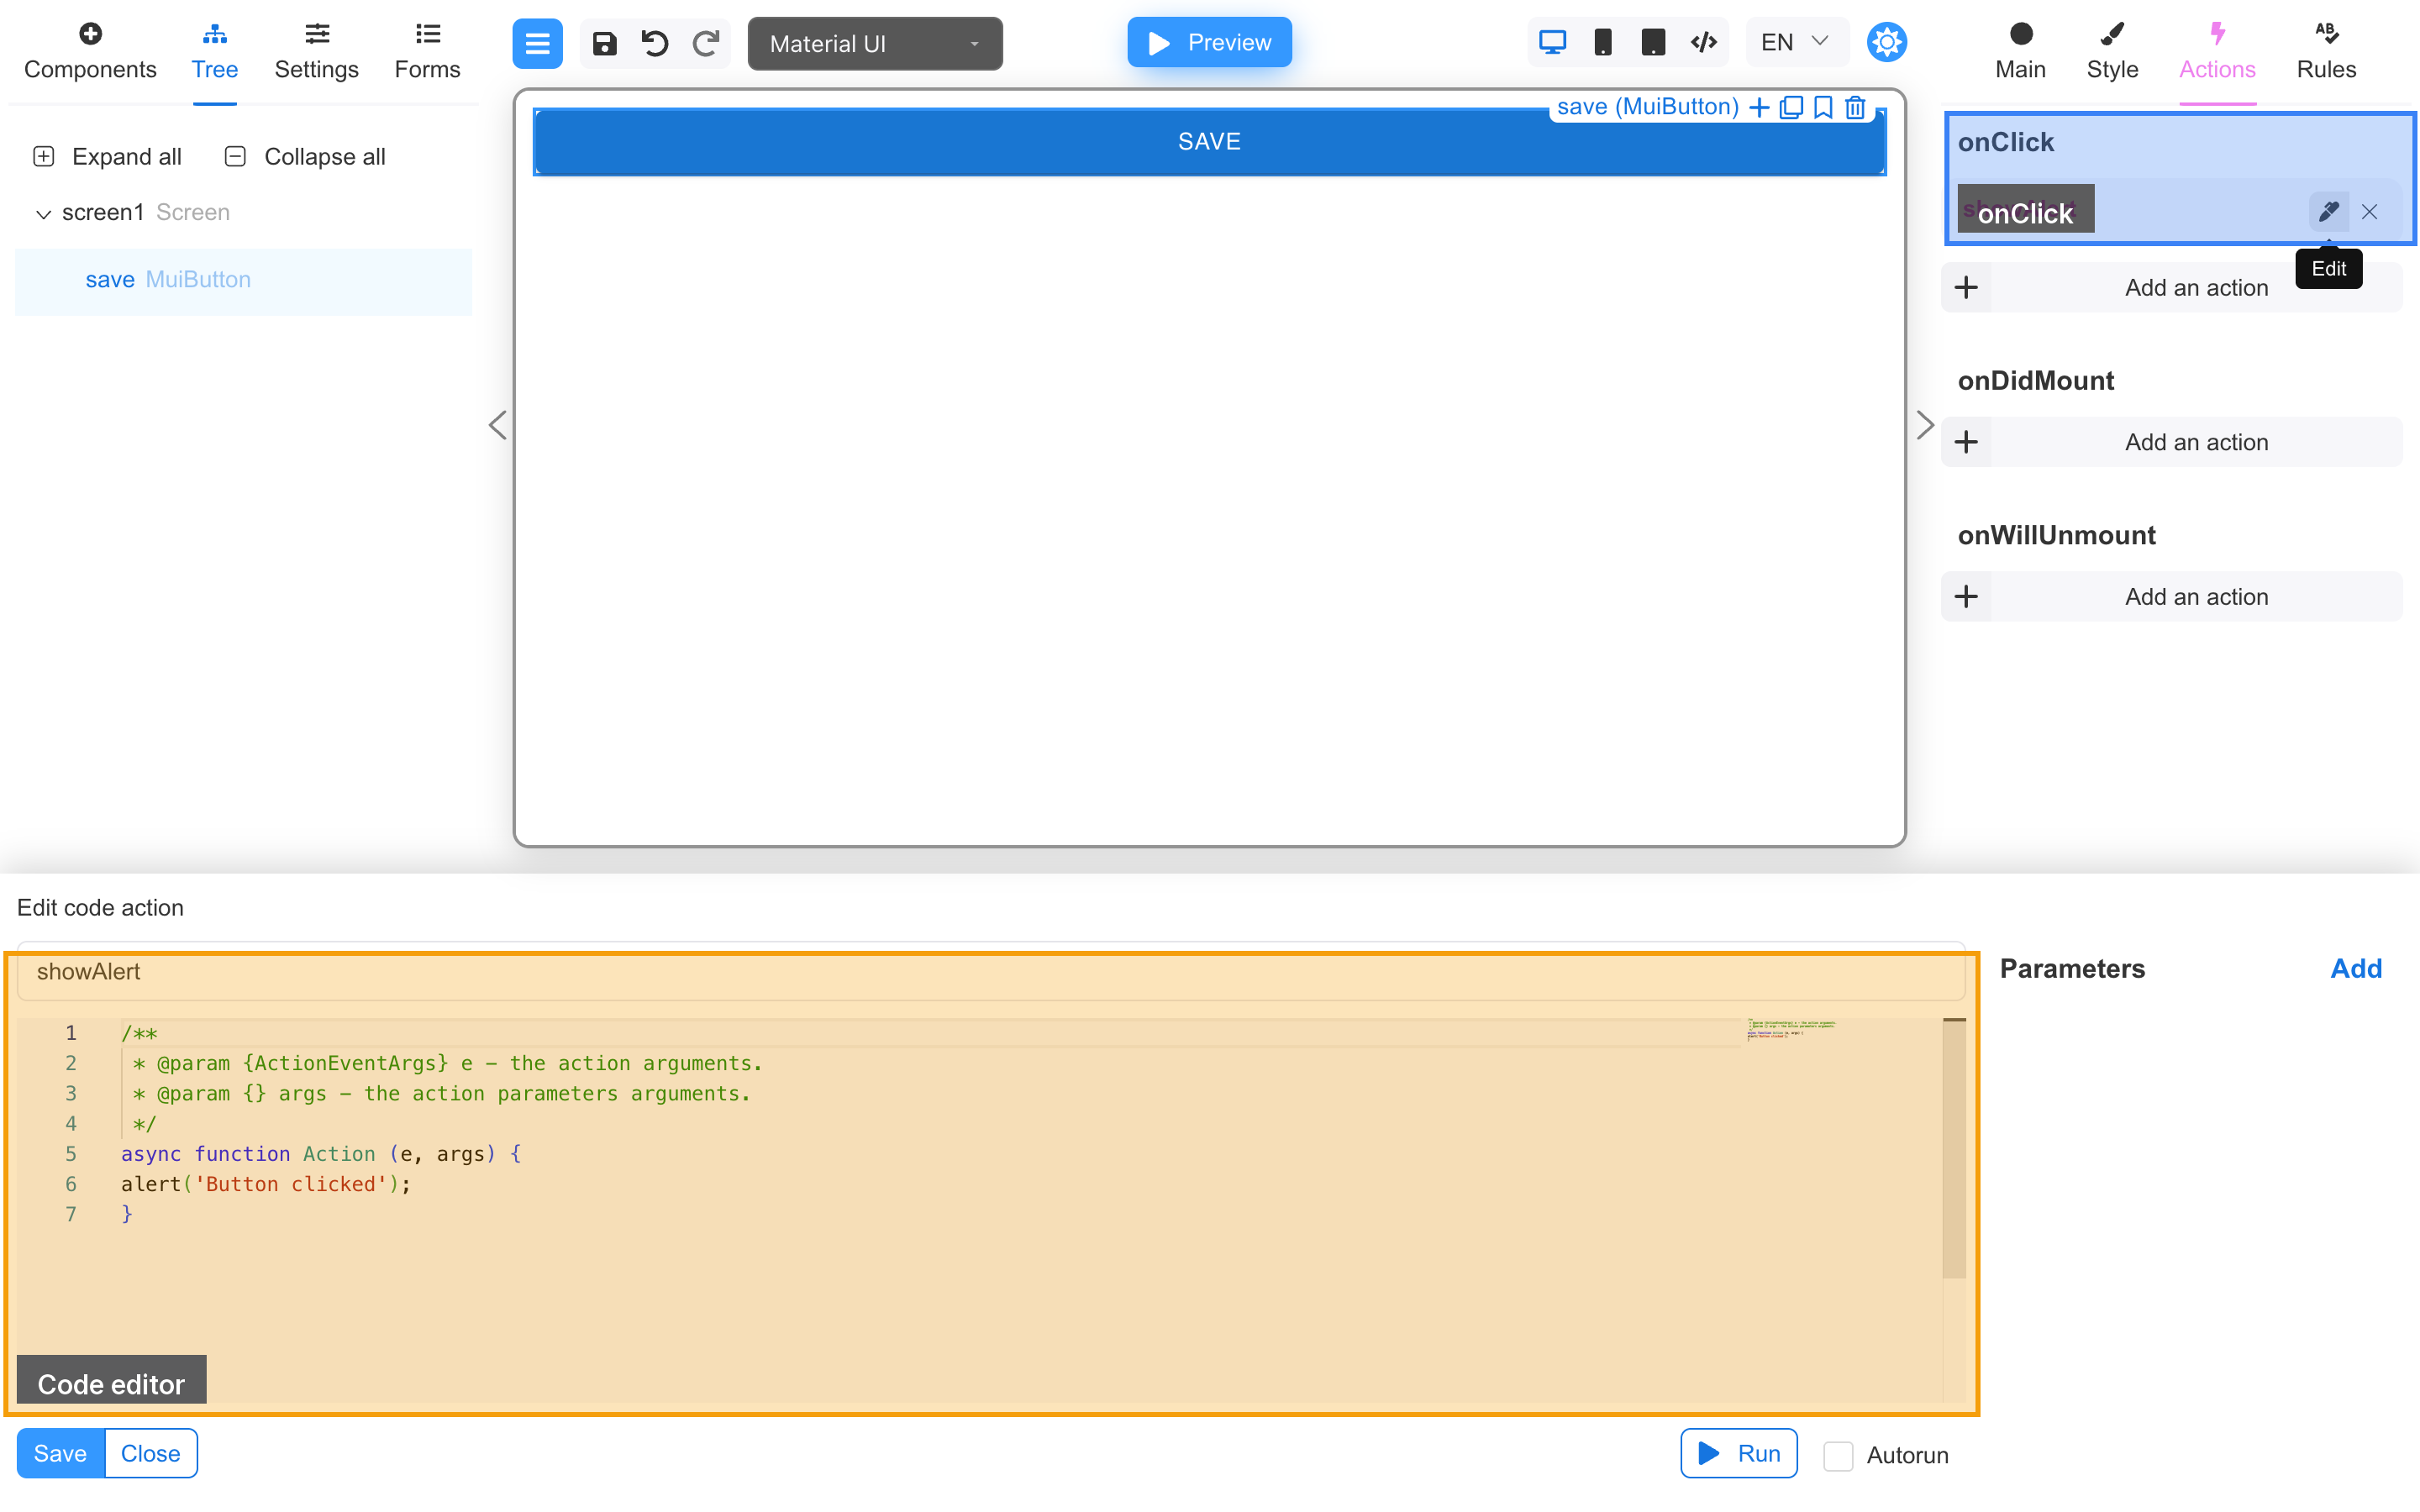 Components
Tree
Settings
Forms
Material UI
Preview
EN
Main
Style
Actions
Rules
Expand all
Collapse all
screen1 Screen
save MuiButton
save (MuiButton)
SAVE
onClick
onClick
Edit
Add an action
onDidMount
Add an action
onWillUnmount
Add an action
Edit code action
showAlert
Parameters
Add
1 /**
2 * @param {ActionEventArgs} e - the action arguments.
3 * @param {} args - the action parameters arguments.
4 */
5 async function Action (e, args) {
6 alert('Button clicked');
7 }
Code editor
Save
Close
Run
Autorun